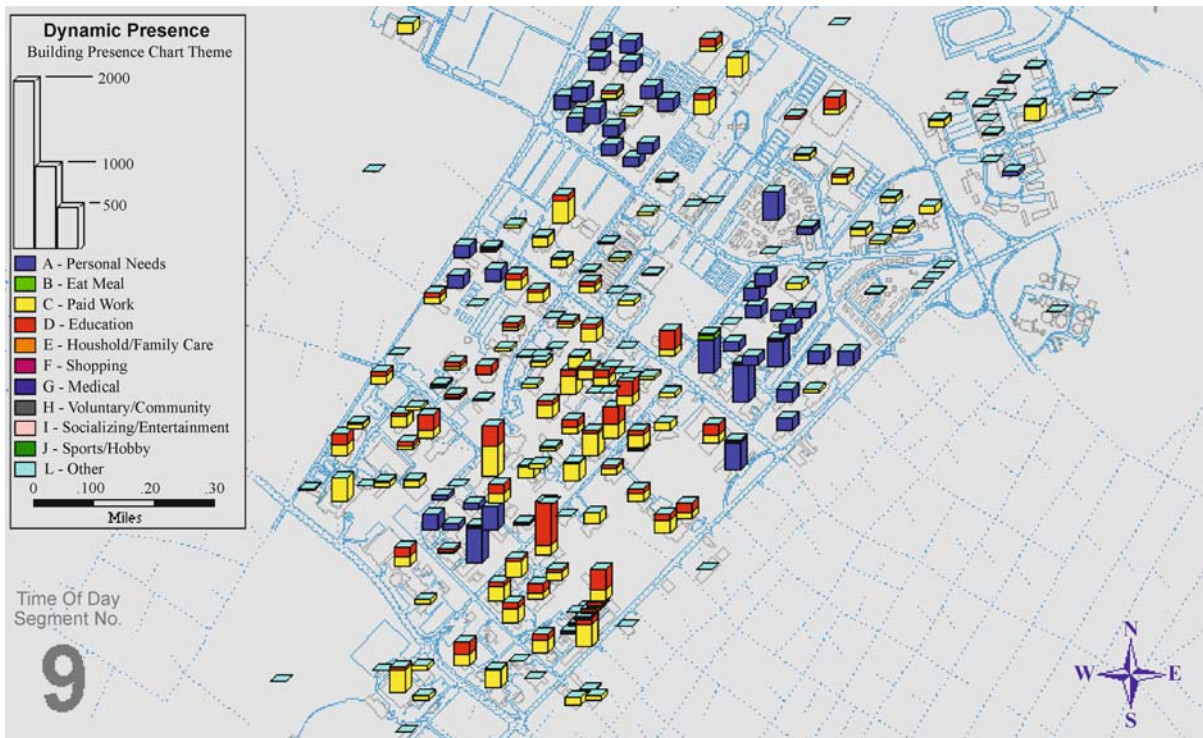 Dynamic Presence
Building Presence Chart Theme
2000
1000
500
A - Personal Needs
B - Eat Meal
C - Paid Work
D - Education
E - Houshold/Family Care
F - Shopping
G - Medical
H - Voluntary/Community
I - Socializing/Entertainment
J - Sports/Hobby
L - Other
0 .100 .20 .30
Miles
Time Of Day
Segment No.
9
N
W E
S